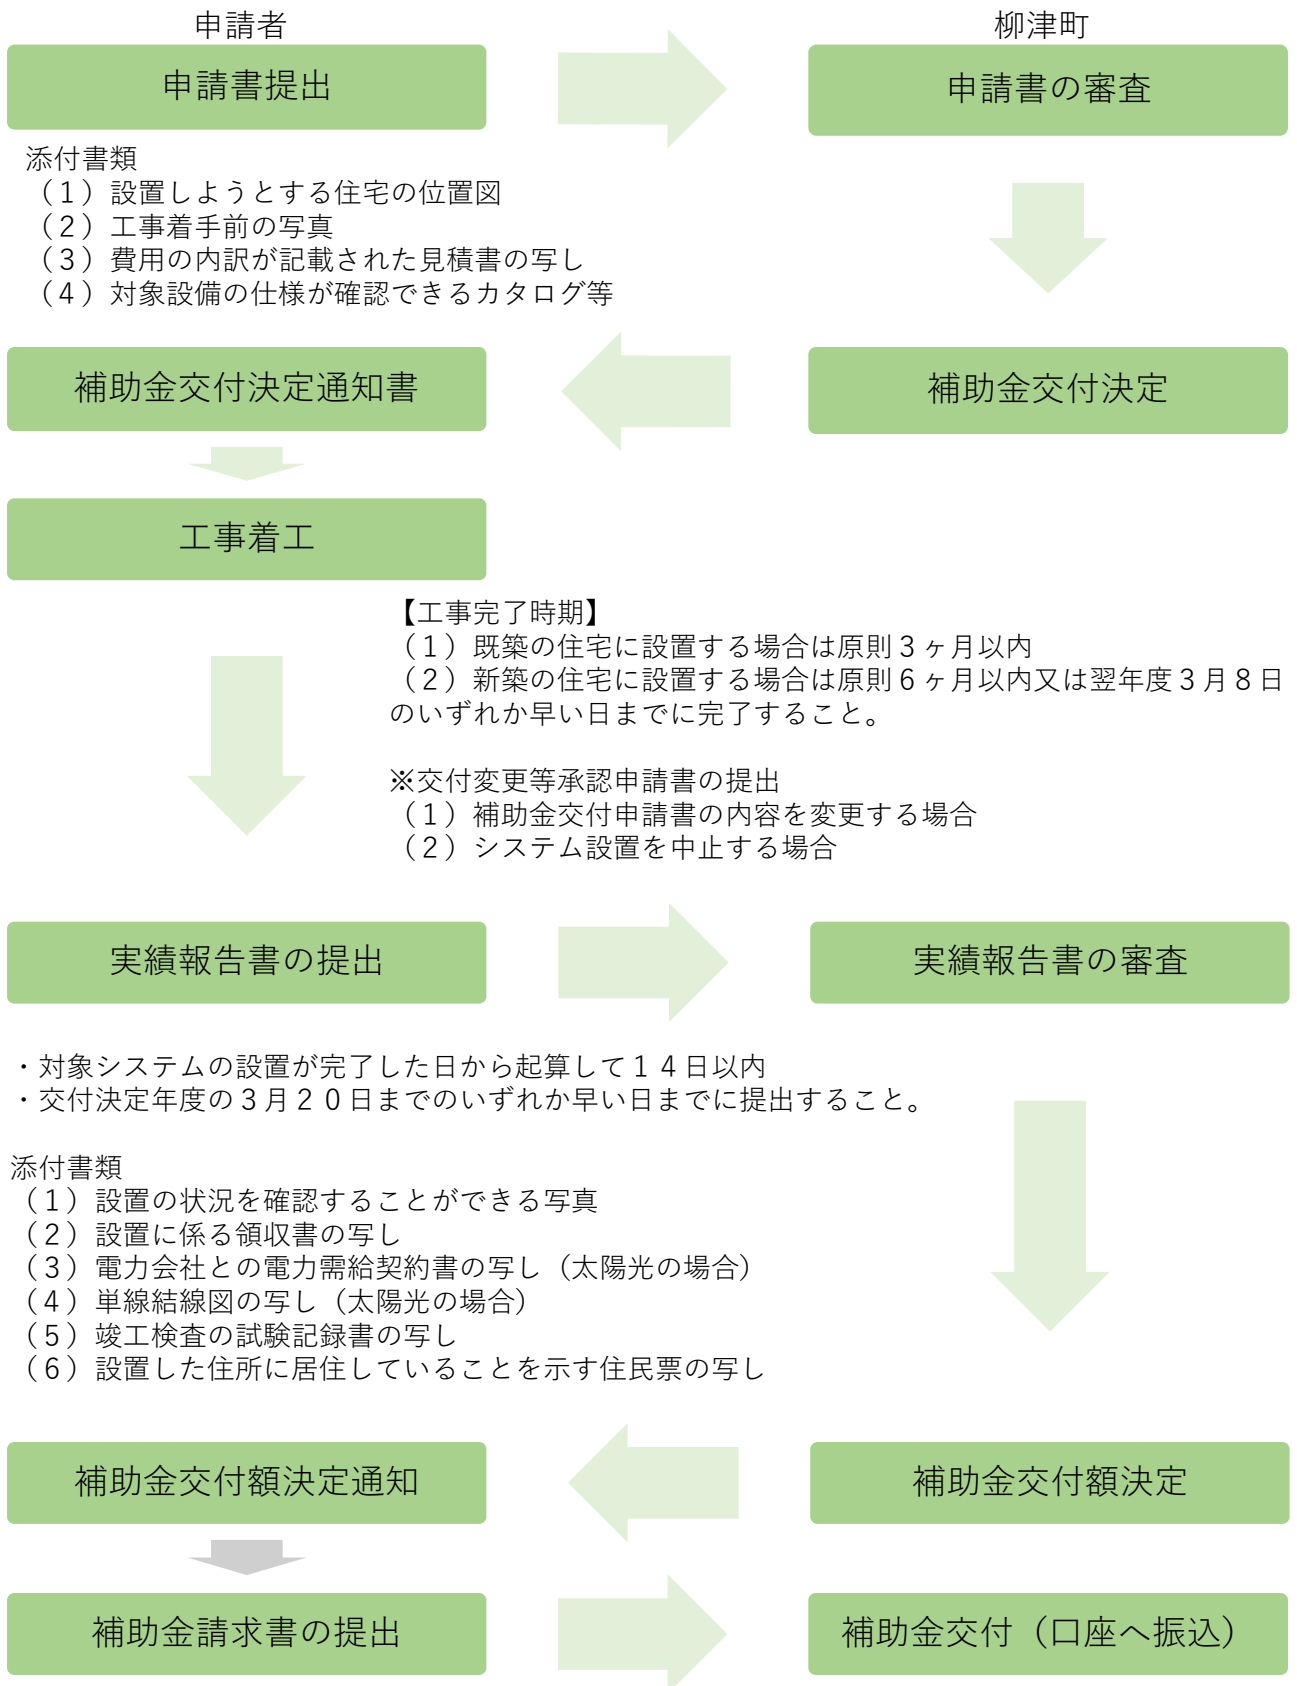 申請者
柳津町
申請書提出
申請書の審査
添付書類
（１）設置しようとする住宅の位置図
（２）工事着手前の写真
（３）費用の内訳が記載された見積書の写し
（４）対象設備の仕様が確認できるカタログ等
補助金交付決定通知書
補助金交付決定
工事着工
【工事完了時期】
（１）既築の住宅に設置する場合は原則３ヶ月以内
（２）新築の住宅に設置する場合は原則６ヶ月以内又は翌年度３月８日
のいずれか早い日までに完了すること。
※交付変更等承認申請書の提出
（１）補助金交付申請書の内容を変更する場合
（２）システム設置を中止する場合
実績報告書の提出
実績報告書の審査
・対象システムの設置が完了した日から起算して１４日以内
・交付決定年度の３月２０日までのいずれか早い日までに提出すること。
添付書類
（１）設置の状況を確認することができる写真
（２）設置に係る領収書の写し
（３）電力会社との電力需給契約書の写し（太陽光の場合）
（４）単線結線図の写し（太陽光の場合）
（５）竣工検査の試験記録書の写し
（６）設置した住所に居住していることを示す住民票の写し
補助金交付額決定通知
補助金交付額決定
補助金請求書の提出
補助金交付（口座へ振込）